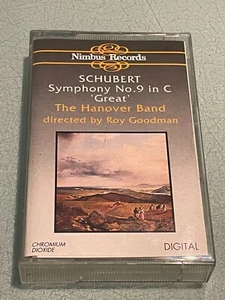 Nimbus Records
SCHUBERT
Symphony No.9 in C
'Great'
The Hanover Band
directed by Roy Goodman
CHROMIUM
DIOXIDE
DIGITAL